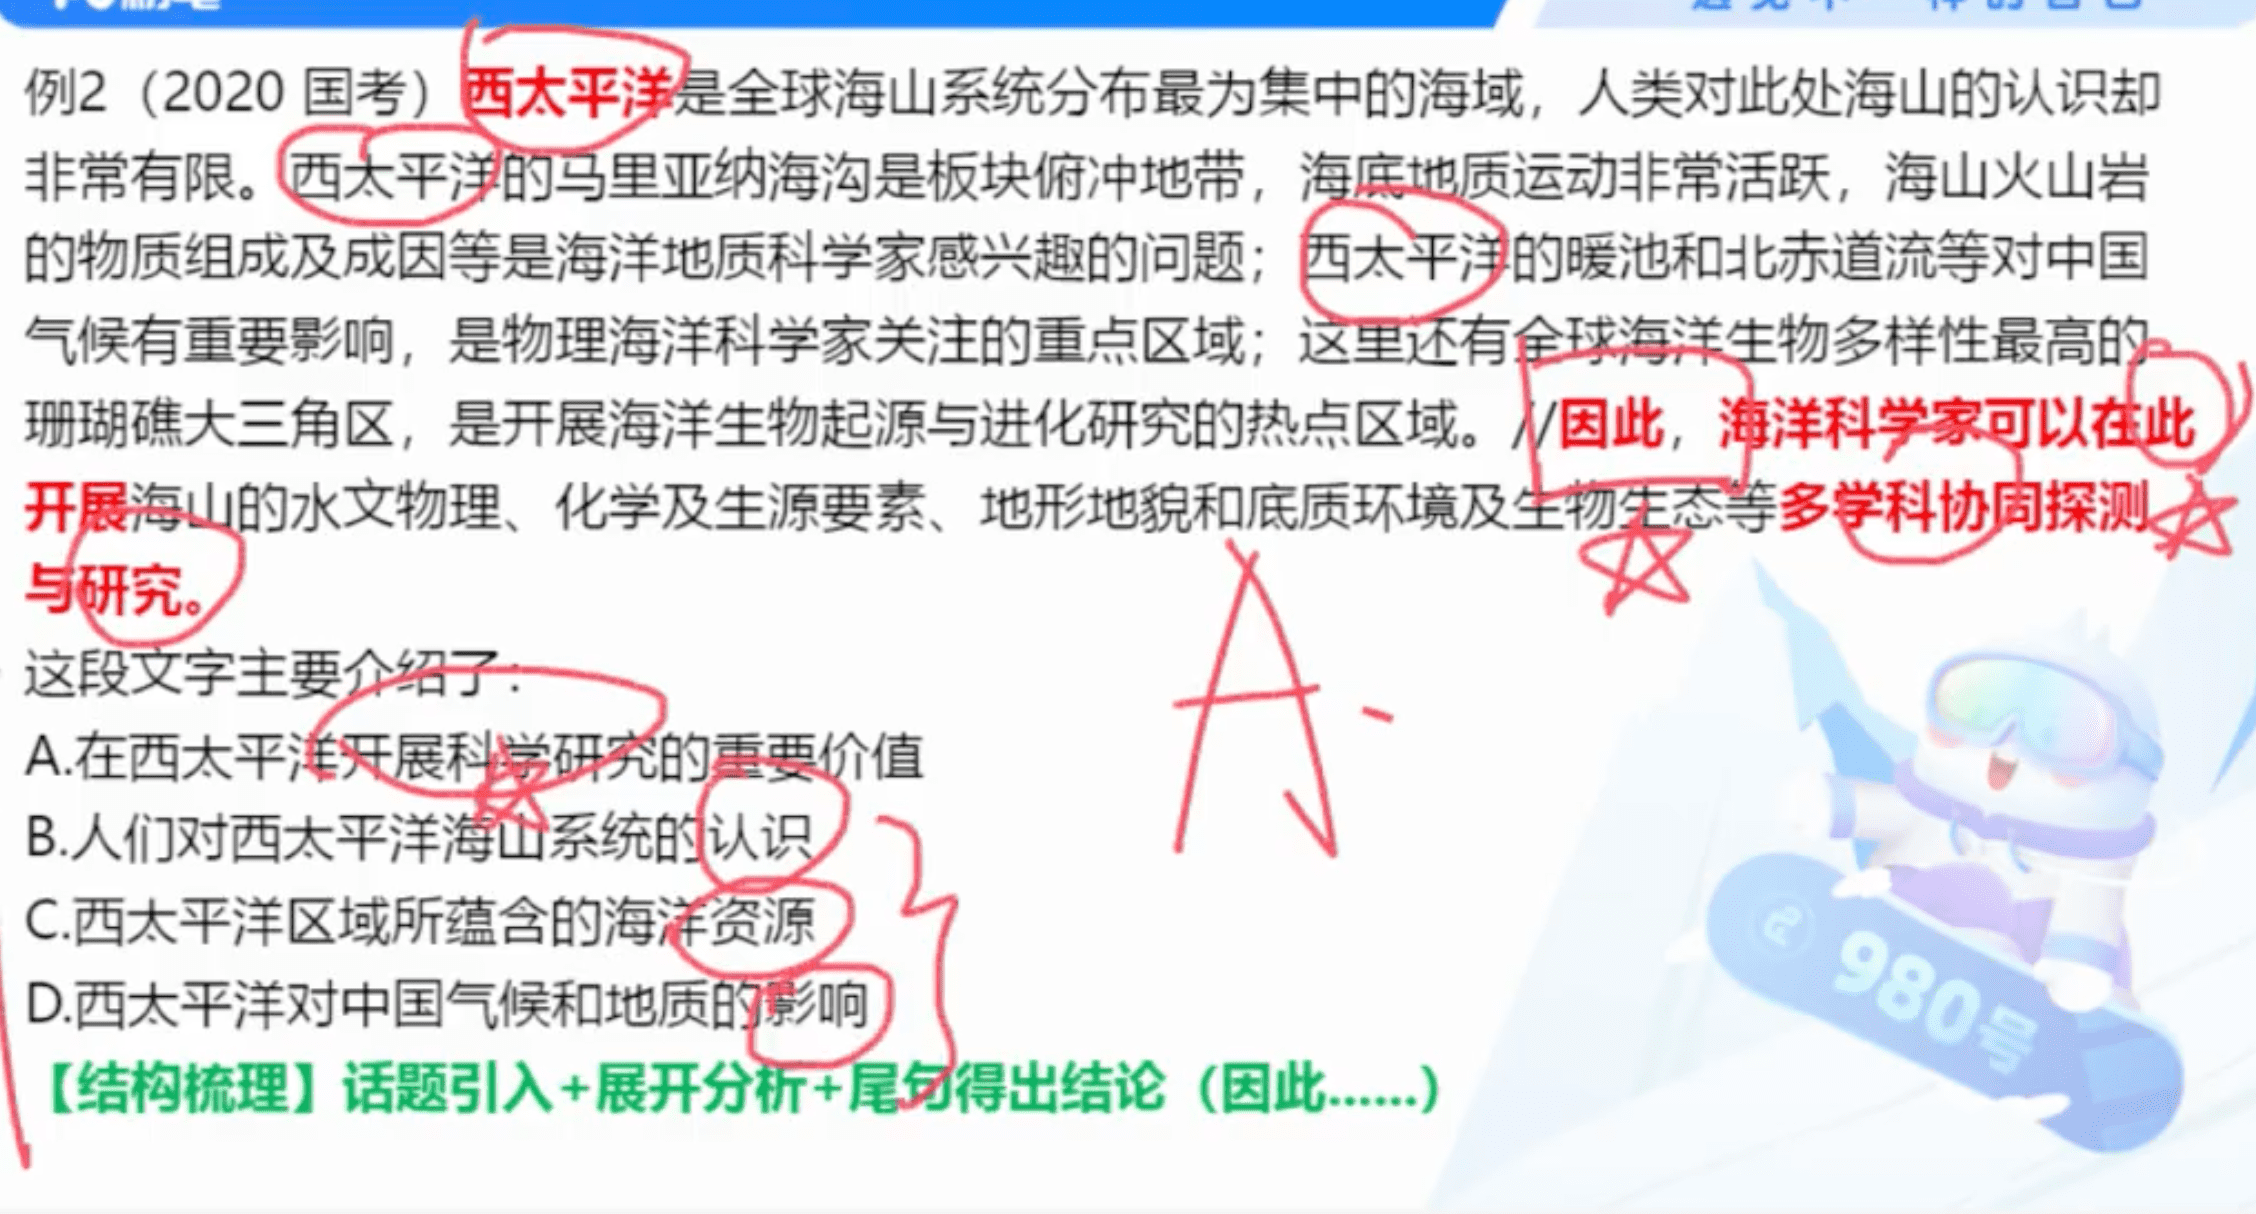 例2（2020 国考）西太平洋是全球海山系统分布最为集中的海域，人类对此处海山的认识却
非常有限。西太平洋的马里亚纳海沟是板块俯冲地带，海底地质运动非常活跃，海山火山岩
的物质组成及成因等是海洋地质科学家感兴趣的问题；西太平洋的暖池和北赤道流等对中国
气候有重要影响，是物理海洋科学家关注的重点区域；这里还有全球海洋生物多样性最高的
珊瑚礁大三角区，是开展海洋生物起源与进化研究的热点区域。//因此，海洋科学家可以在此
开展海山的水文物理、化学及生源要素、地形地貌和底质环境及生物生态等多学科协同探测
与研究。
这段文字主要介绍了：
A.在西太平洋开展科学研究的重要价值
B.人们对西太平洋海山系统的认识
C.西太平洋区域所蕴含的海洋资源
D.西太平洋对中国气候和地质的影响
【结构梳理】话题引入+展开分析+尾句得出结论（因此……）
A
980号